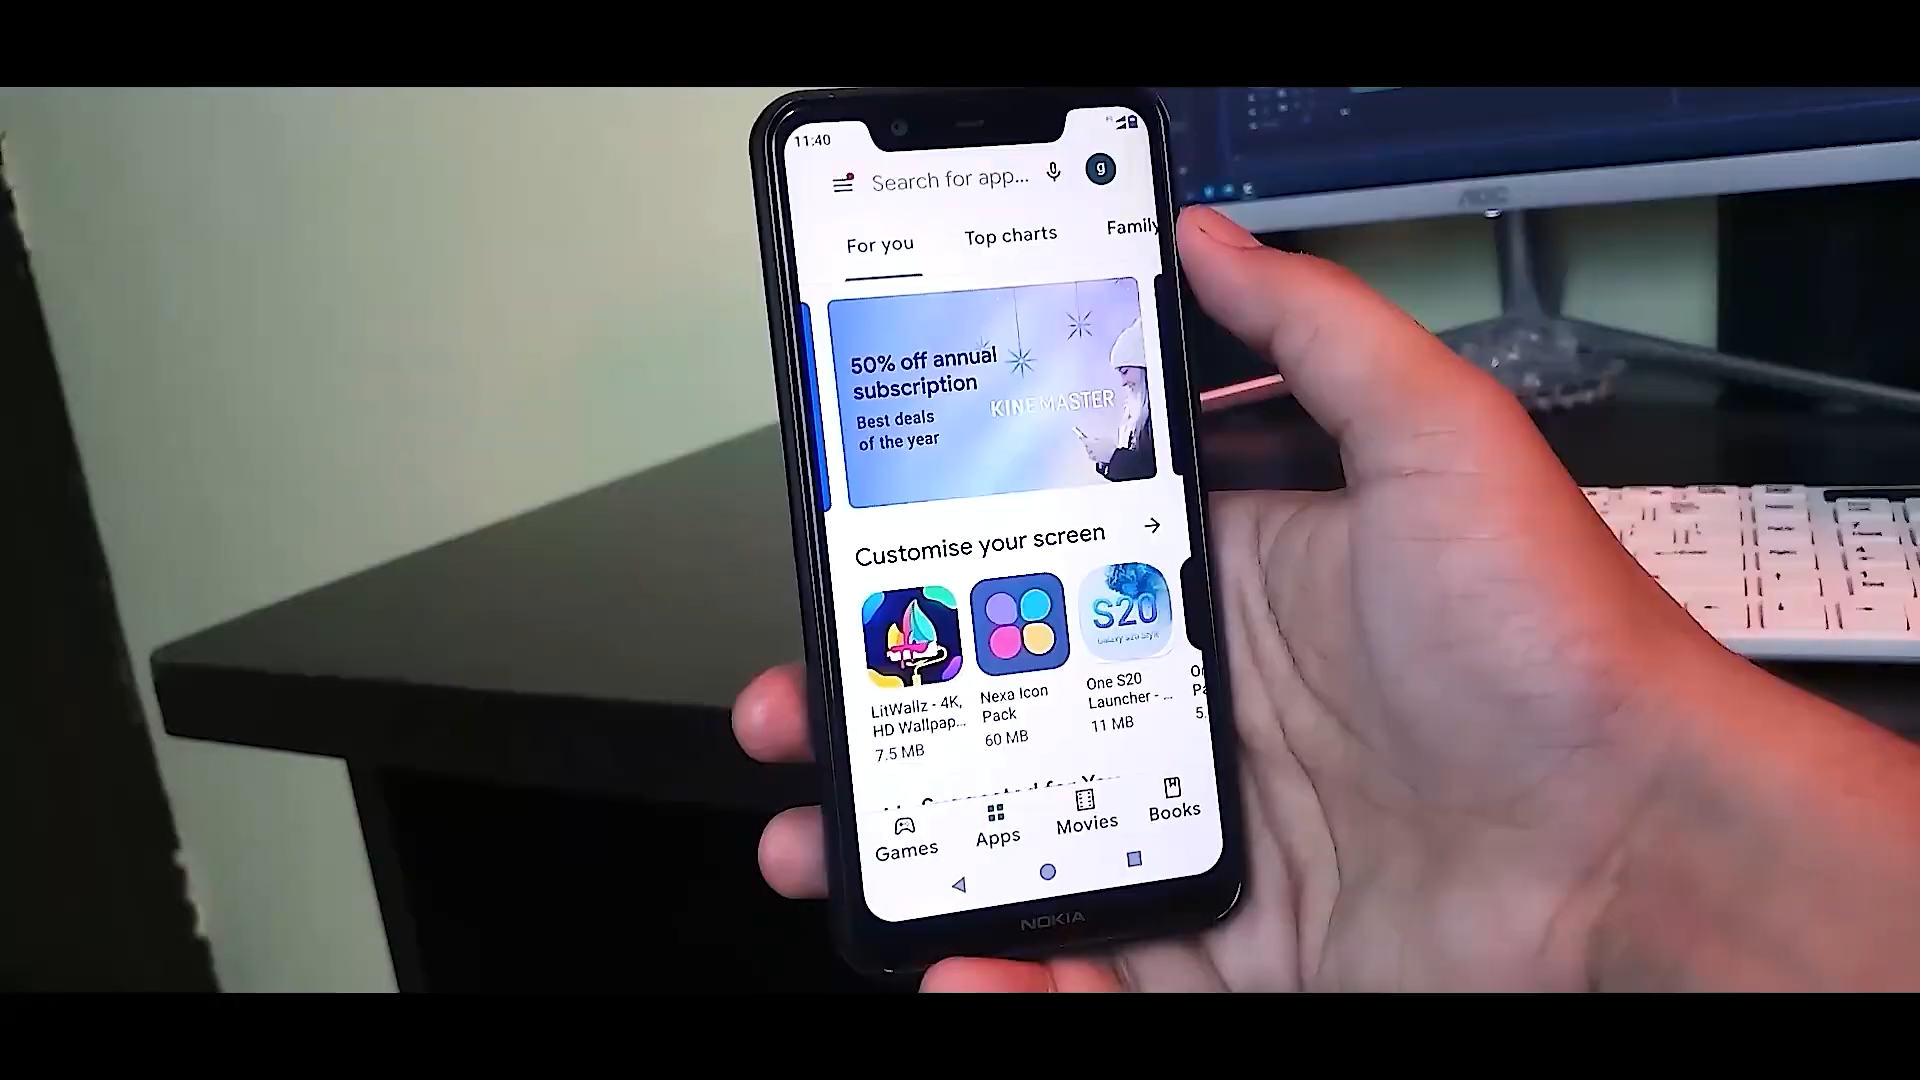 11:40
Search for app...
g
For you
Top charts
Family
50% off annual
subscription
Best deals
of the year
KINEMASTER
Customise your screen
S20
LitWallz - 4K,
HD Wallpap...
7.5 MB
Nexa Icon
Pack
60 MB
One S20
Launcher - ...
11 MB
5.
Games
Apps
Movies
Books
NOKIA
AOC